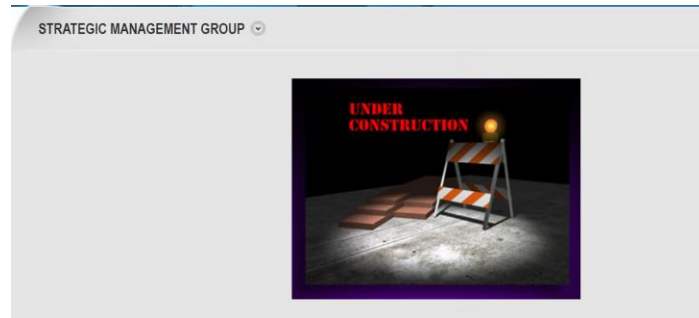 STRATEGIC MANAGEMENT GROUP
UNDER
CONSTRUCTION